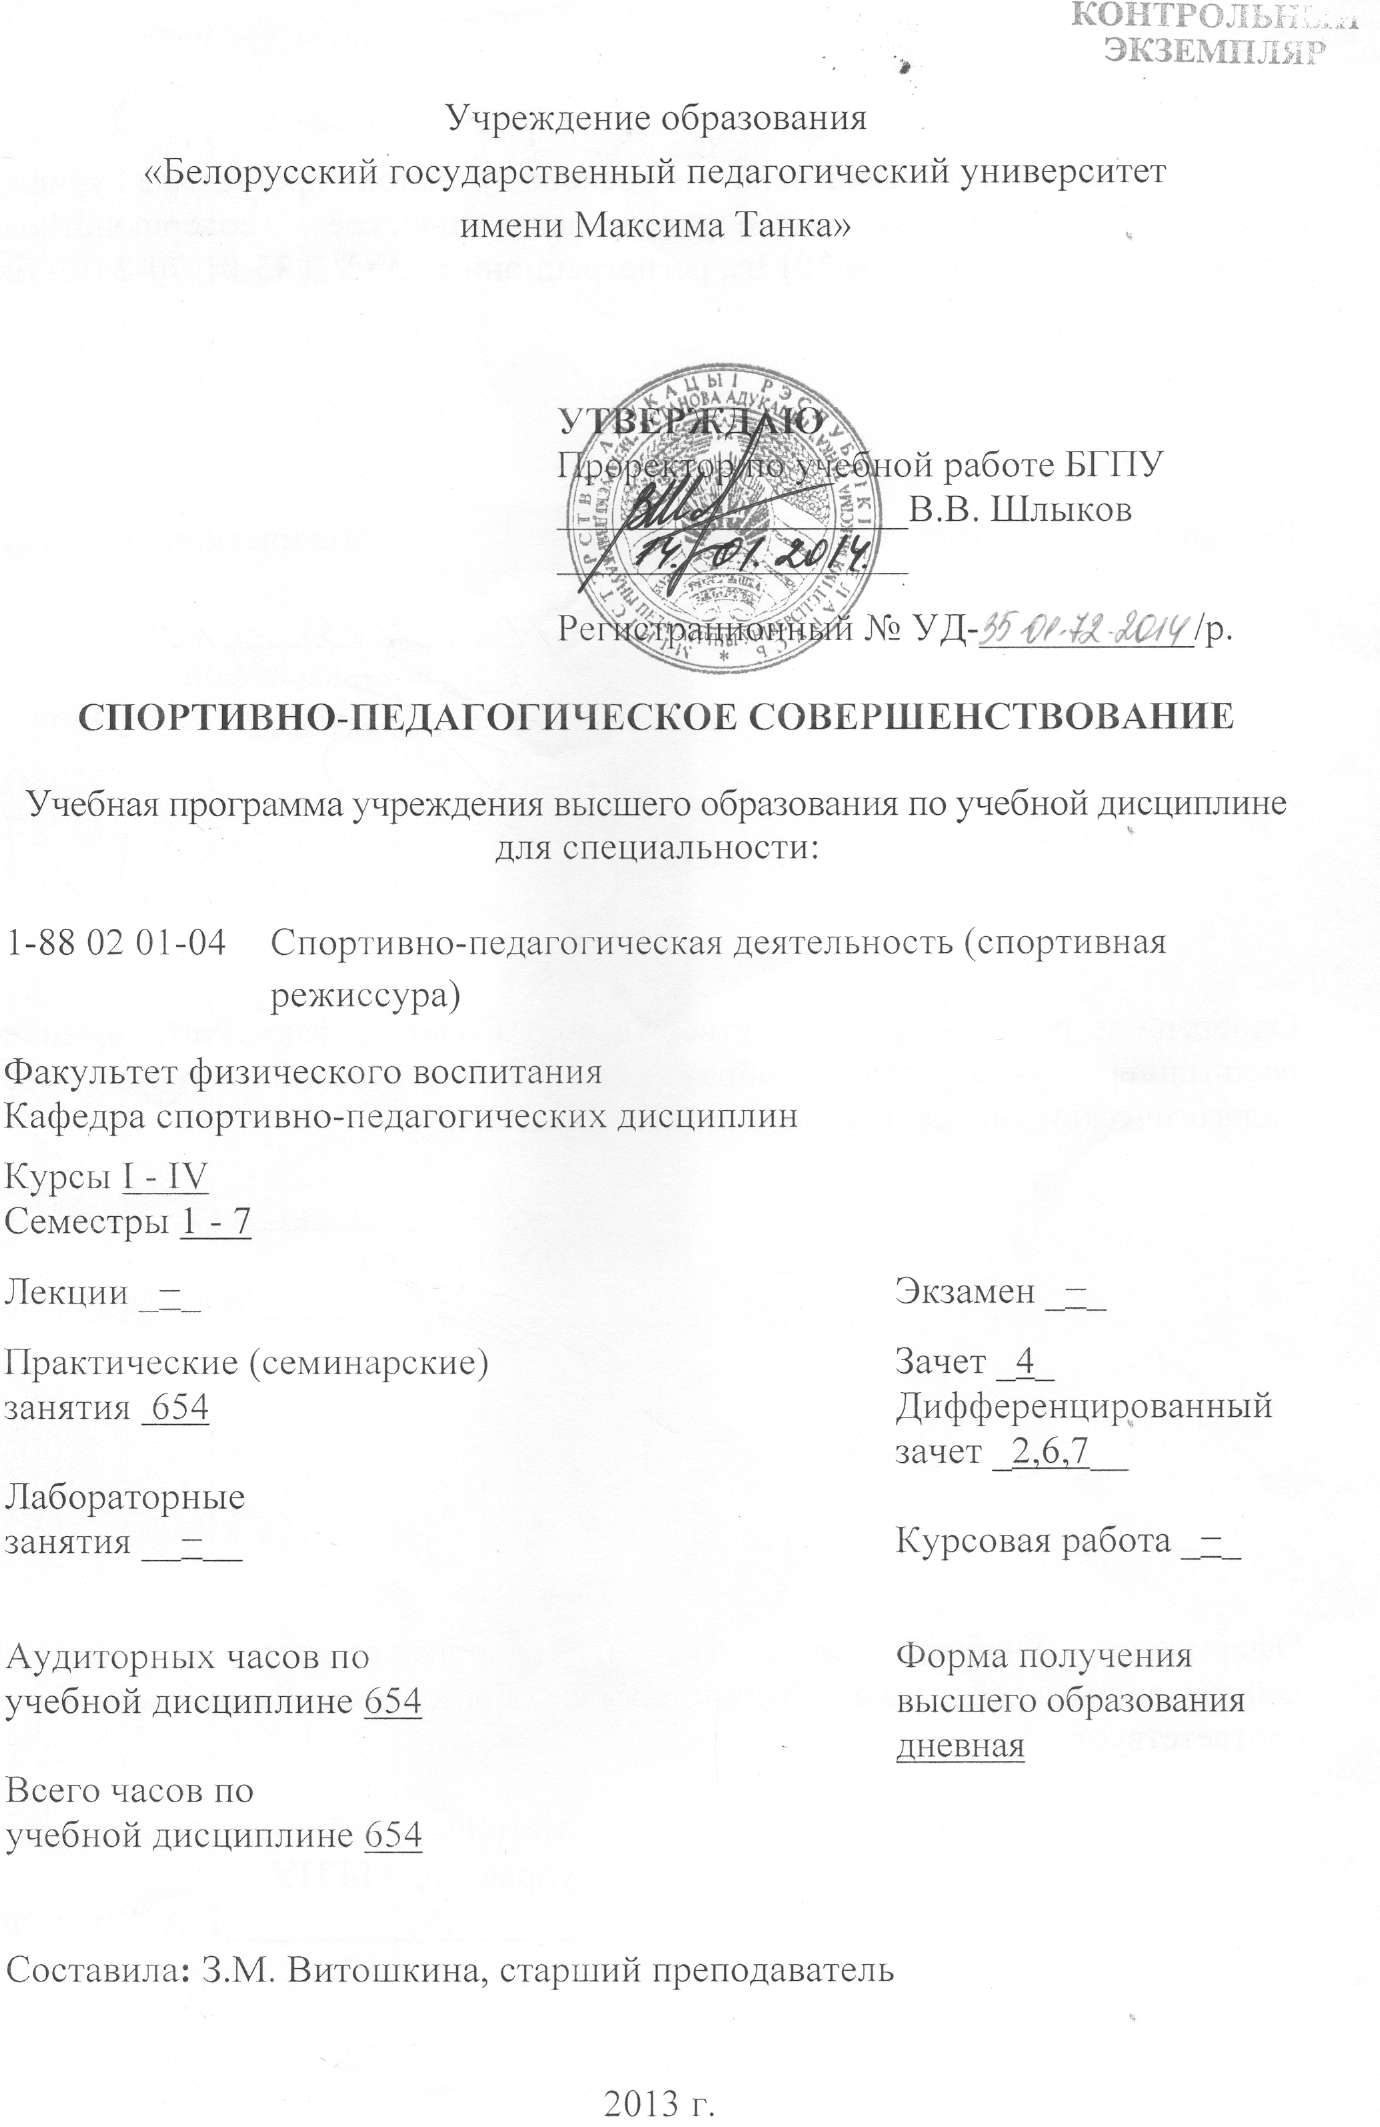 КОНТРОЛЬНЫЙ
ЭКЗЕМПЛЯР
Учреждение образования
«Белорусский государственный педагогический университет
имени Максима Танка»
УТВЕРЖДАЮ
Проректор по учебной работе БГПУ
В.В. Шлыков
14. 01. 2014.
Регистрационный № УД-35-01-72-2014/р.
СПОРТИВНО-ПЕДАГОГИЧЕСКОЕ СОВЕРШЕНСТВОВАНИЕ
Учебная программа учреждения высшего образования по учебной дисциплине
для специальности:
1-88 02 01-04 Спортивно-педагогическая деятельность (спортивная
режиссура)
Факультет физического воспитания
Кафедра спортивно-педагогических дисциплин
Курсы I - IV
Семестры 1 - 7
Лекции _–_ Экзамен _–_
Практические (семинарские) Зачет _4_
занятия 654 Дифференцированный
зачет _2,6,7__
Лабораторные
занятия __–__ Курсовая работа _–_
Аудиторных часов по Форма получения
учебной дисциплине 654 высшего образования
дневная
Всего часов по
учебной дисциплине 654
Составила: З.М. Витошкина, старший преподаватель
2013 г.